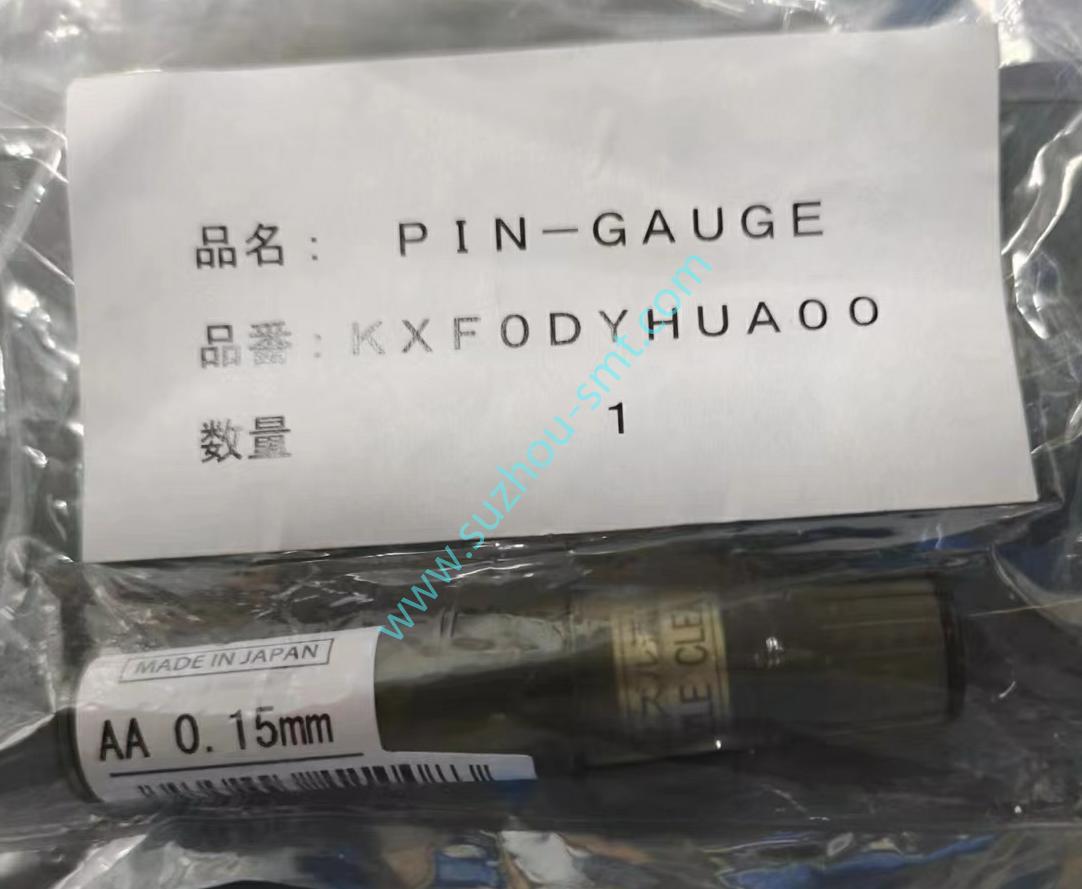 品名： PIN-GAUGE
品番：KXF0DYHUA00
数量 1
www.suzhou-smt.com
MADE IN JAPAN
AA 0.15mm